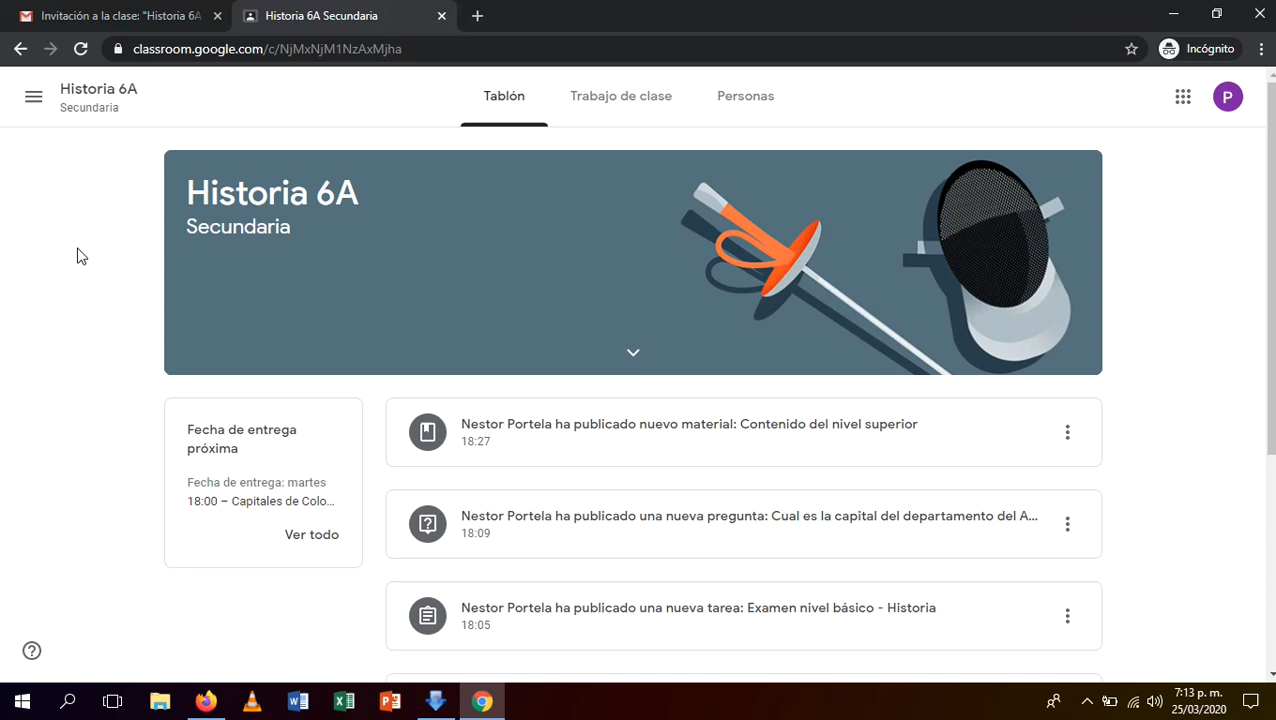 Invitación a la clase: "Historia 6A
Historia 6A Secundaria
classroom.google.com/c/NjMxNjM1NzAxMjha
Incógnito
Historia 6A
Secundaria
Tablón
Trabajo de clase
Personas
P
Historia 6A
Secundaria
Fecha de entrega
próxima
Fecha de entrega: martes
18:00 – Capitales de Colo...
Ver todo
Nestor Portela ha publicado nuevo material: Contenido del nivel superior
18:27
Nestor Portela ha publicado una nueva pregunta: Cual es la capital del departamento del A...
18:09
Nestor Portela ha publicado una nueva tarea: Examen nivel básico - Historia
18:05
7:13 p. m.
25/03/2020